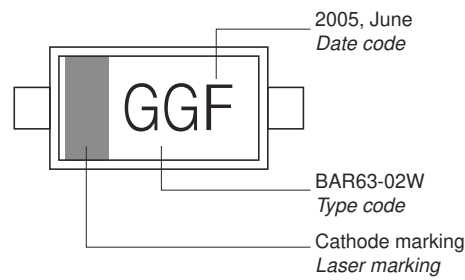 2005, June
Date code
GGF
BAR63-02W
Type code
Cathode marking
Laser marking